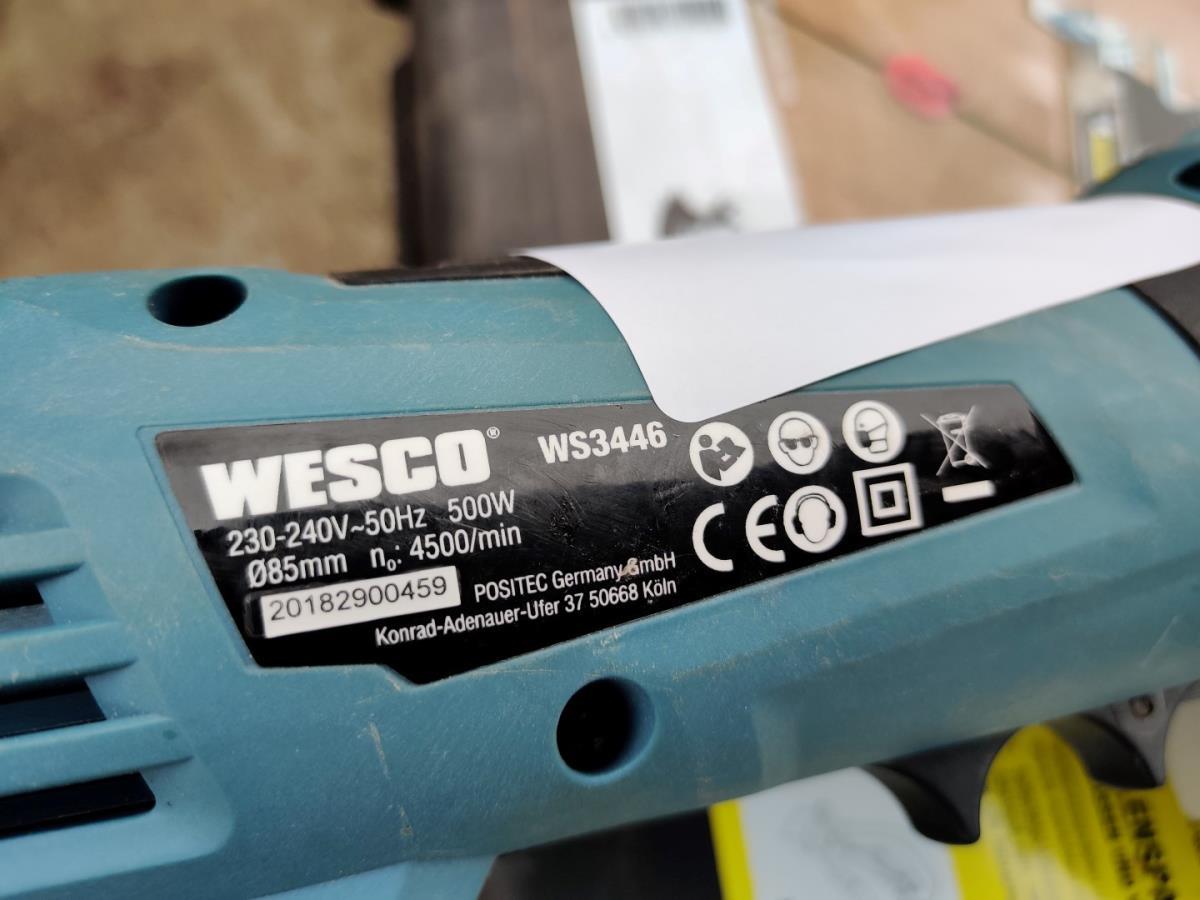 WESCO® WS3446
230-240V~50Hz 500W
Ø85mm n₀: 4500/min
20182900459
POSITEC Germany GmbH
Konrad-Adenauer-Ufer 37 50668 Köln
CE